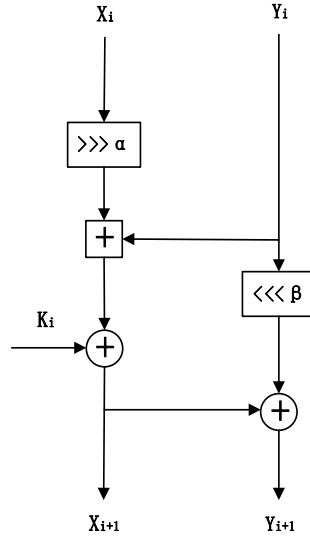 Xi Yi
>>> α
+
<<< β
Ki
+
+
Xi+1 Yi+1